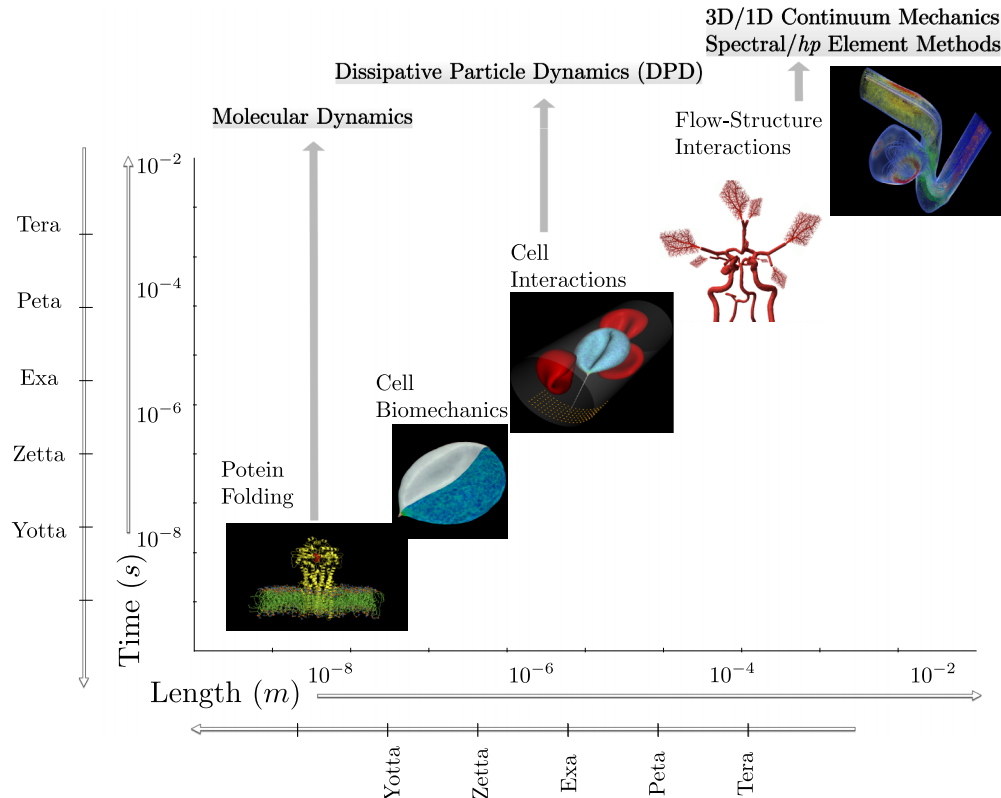 3D/1D Continuum Mechanics
Spectral/hp Element Methods
Dissipative Particle Dynamics (DPD)
Molecular Dynamics
Flow-Structure
Interactions
Cell
Interactions
Cell
Biomechanics
Potein
Folding
Tera
Peta
Exa
Zetta
Yotta
10⁻²
10⁻⁴
10⁻⁶
10⁻⁸
Time (s)
10⁻⁸ 10⁻⁶ 10⁻⁴ 10⁻²
Length (m)
Yotta
Zetta
Exa
Peta
Tera